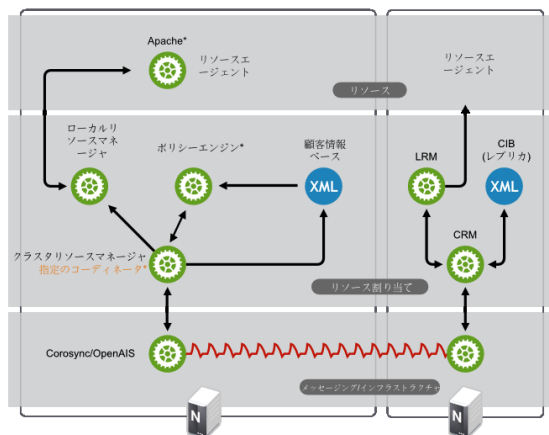 Apache*
リソースエ
ージェント
リソースエ
ージェント
リソース
ローカルリ
ソースマネ
ージャ
ポリシーエンジン*
顧客情報
ベース
XML
LRM
CIB
(レプリカ)
XML
CRM
クラスタリソースマネージャ
指定のコーディネータ*
リソース割り当て
Corosync/OpenAIS
メッセージング/インフラストラクチャ
N
N